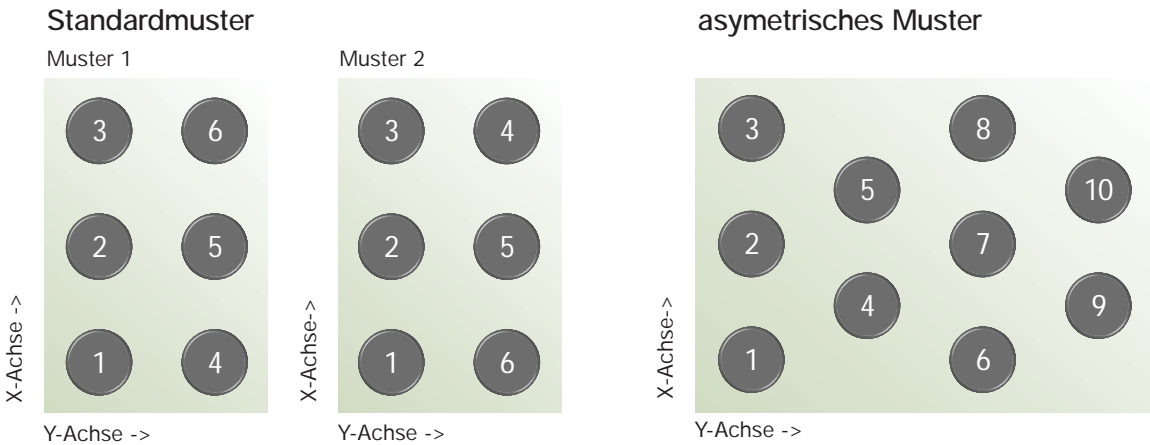 Standardmuster
asymetrisches Muster
Muster 1
Muster 2
3 6
2 5
1 4
X-Achse ->
Y-Achse ->
3 4
2 5
1 6
X-Achse->
Y-Achse ->
3 8
5 10
2 7
4 9
1 6
X-Achse->
Y-Achse ->